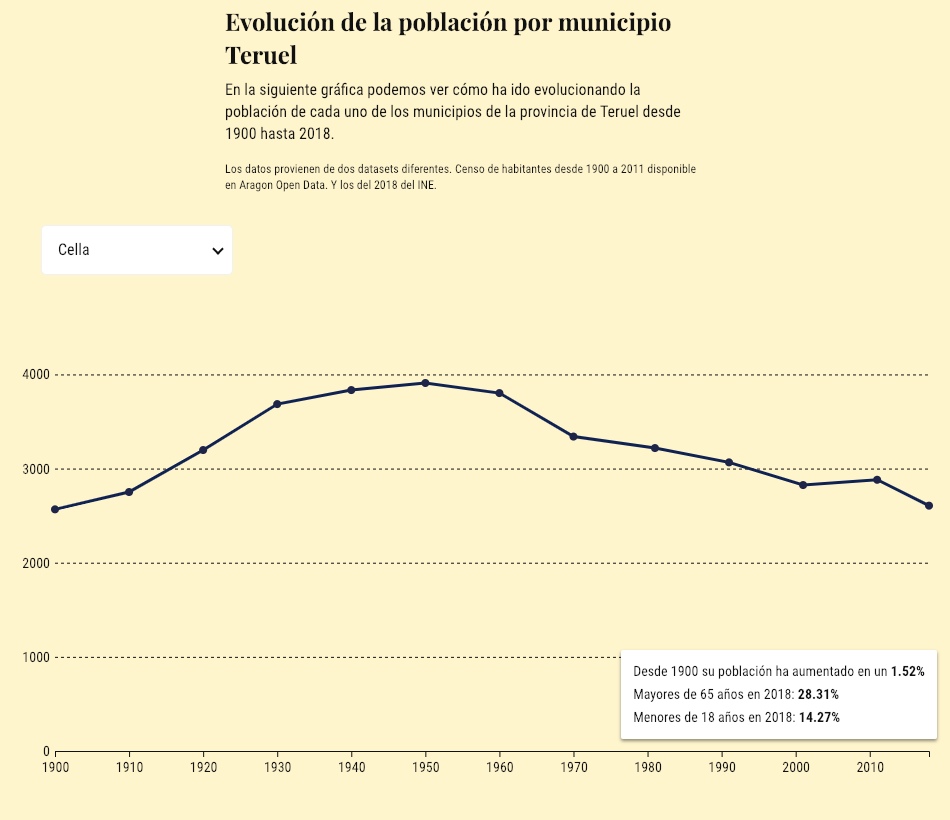 Evolución de la población por municipio
Teruel
En la siguiente gráfica podemos ver cómo ha ido evolucionando la
población de cada uno de los municipios de la provincia de Teruel desde
1900 hasta 2018.
Los datos provienen de dos datasets diferentes. Censo de habitantes desde 1900 a 2011 disponible
en Aragon Open Data. Y los del 2018 del INE.
Cella
4000
3000
2000
1000
Desde 1900 su población ha aumentado en un 1.52%
Mayores de 65 años en 2018: 28.31%
Menores de 18 años en 2018: 14.27%
0
1900 1910 1920 1930 1940 1950 1960 1970 1980 1990 2000 2010